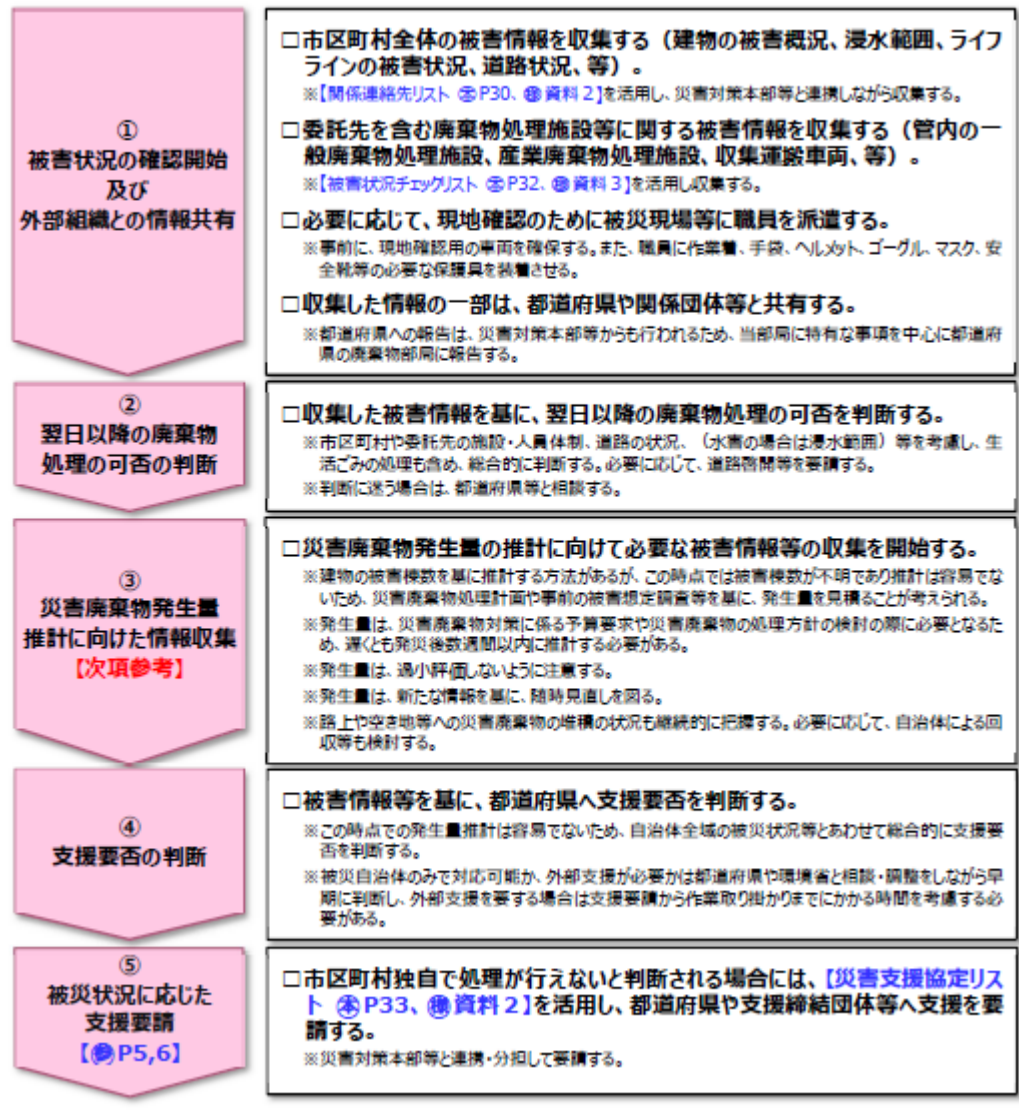 ①
被害状況の確認開始
及び
外部組織との情報共有
□市区町村全体の被害情報を収集する（建物の被害概況、浸水範囲、ライフ
ラインの被害状況、道路状況、等）。
※【関係連絡先リスト ㊍P30、資料2】を活用し、災害対策本部等と連携しながら収集する。
□委託先を含む廃棄物処理施設等に関する被害情報を収集する（管内の一
般廃棄物処理施設、産業廃棄物処理施設、収集運搬車両、等）。
※【被害状況チェックリスト P32、資料3】を活用し収集する。
□必要に応じて、現地確認のために被災現場等に職員を派遣する。
※事前に、現地確認用の車両を確保する。また、職員に作業着、手袋、ヘルメット、ゴーグル、マスク、安
全靴等の必要な保護具を装着させる。
□収集した情報の一部は、都道府県や関係団体等と共有する。
※都道府県への報告は、災害対策本部等からも行われるため、当部局に特有な事項を中心に都道府
県の廃棄物部局に報告する。
②
翌日以降の廃棄物
処理の可否の判断
□収集した被害情報を基に、翌日以降の廃棄物処理の可否を判断する。
※市区町村や委託先の施設・人員体制、道路の状況、（水害の場合は浸水範囲）等を考慮し、生
活ごみの処理も含め、総合的に判断する。必要に応じて、道路啓開等を要請する。
※判断に迷う場合は、都道府県等と相談する。
③
災害廃棄物発生量
推計に向けた情報収集
【次項参考】
□災害廃棄物発生量の推計に向けて必要な被害情報等の収集を開始する。
※建物の被害棟数を基に推計する方法があるが、この時点では被害棟数が不明であり推計は容易でな
いため、災害廃棄物処理計画や事前の被害想定調査等を基に、発生量を見積ることが考えられる。
※発生量は、災害廃棄物対策に係る予算要求や災害廃棄物の処理方針の検討の際に必要となるた
め、遅くとも発災後数週間以内に推計する必要がある。
※発生量は、過小評価しないように注意する。
※発生量は、新たな情報を基に、随時見直しを図る。
※路上や空き地等への災害廃棄物の堆積の状況も継続的に把握する。必要に応じて、自治体による回
収等も検討する。
④
支援要否の判断
□被害情報等を基に、都道府県へ支援要否を判断する。
※この時点での発生量推計は容易でないため、自治体全域の被災状況等とあわせて総合的に支援要
否を判断する。
※被災自治体のみで対応可能か、外部支援が必要かは都道府県や環境省と相談・調整をしながら早
期に判断し、外部支援を要する場合は支援要請から作業取り掛かりまでにかかる時間を考慮する必
要がある。
⑤
被災状況に応じた
支援要請
【P5,6】
□市区町村独自で処理が行えないと判断される場合には、【災害支援協定リス
ト P33、資料2】を活用し、都道府県や支援締結団体等へ支援を要
請する。
※災害対策本部等と連携・分担して要請する。